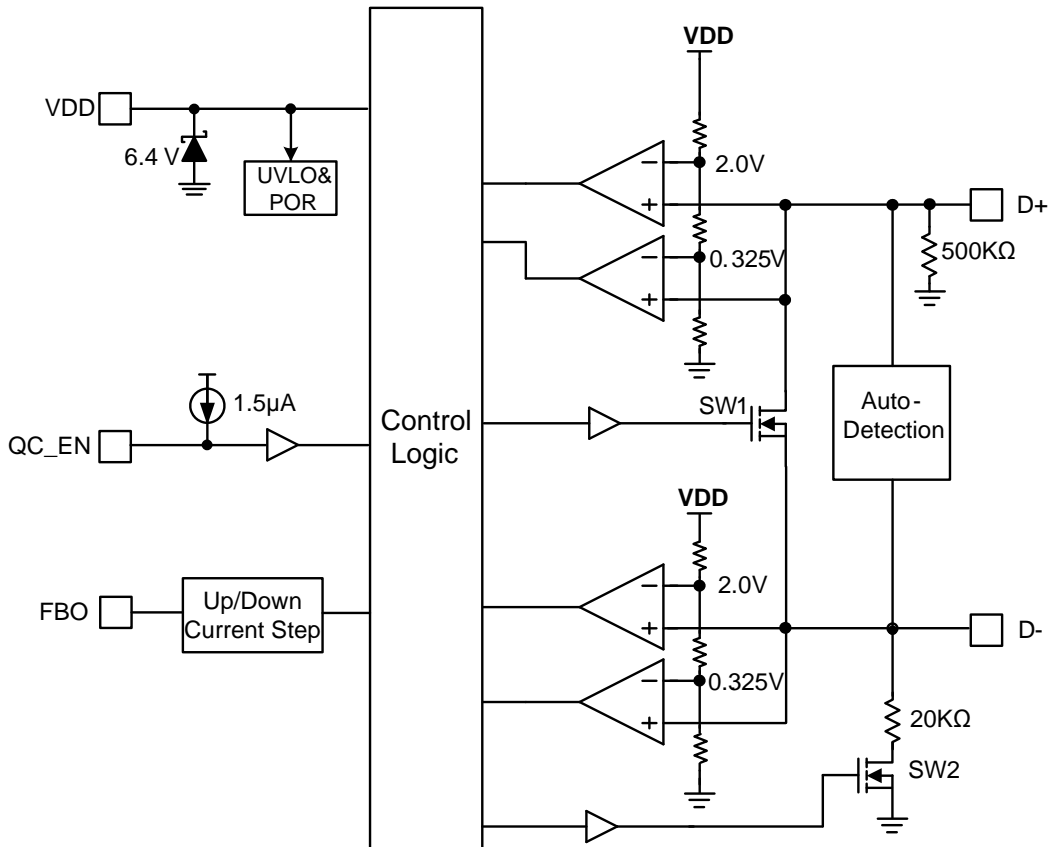 VDD
VDD
6.4 V
UVLO&
POR
2.0V
D+
0.325V
500KΩ
1.5µA
QC_EN
Control
Logic
SW1
Auto-
Detection
VDD
2.0V
FBO
Up/Down
Current Step
D-
0.325V
20KΩ
SW2